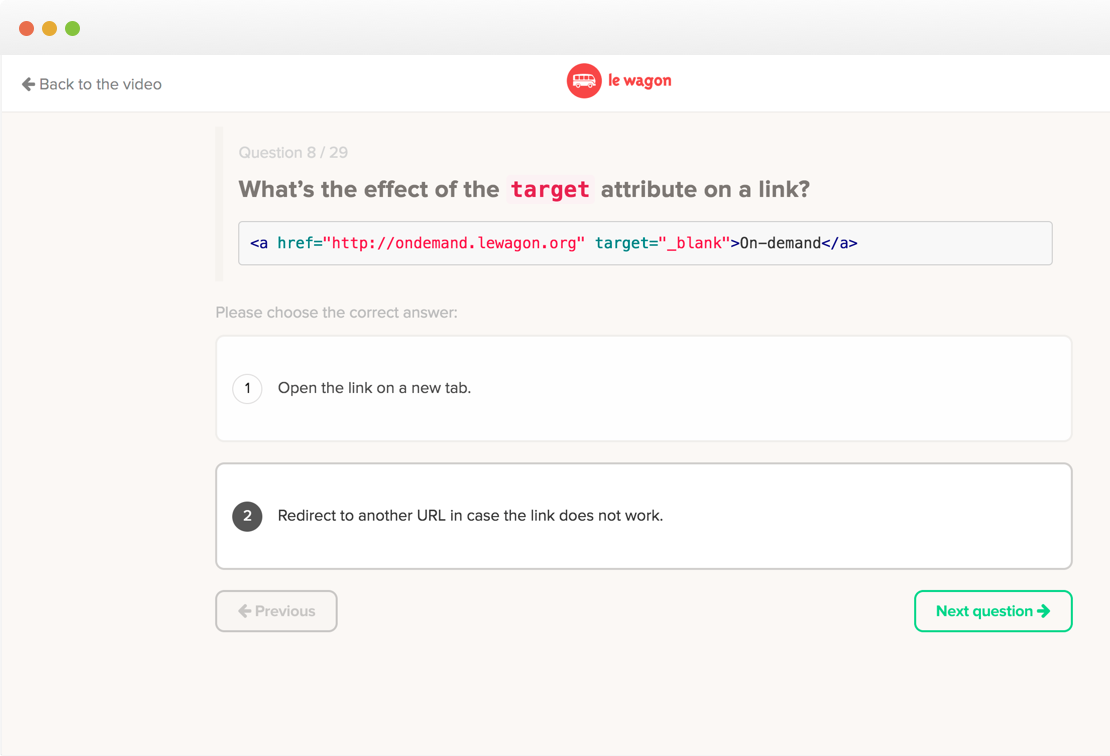 Back to the video
le wagon
Question 8 / 29
What’s the effect of the target attribute on a link?
<a href="http://ondemand.lewagon.org" target="_blank">On-demand</a>
Please choose the correct answer:
1 Open the link on a new tab.
2 Redirect to another URL in case the link does not work.
Previous
Next question